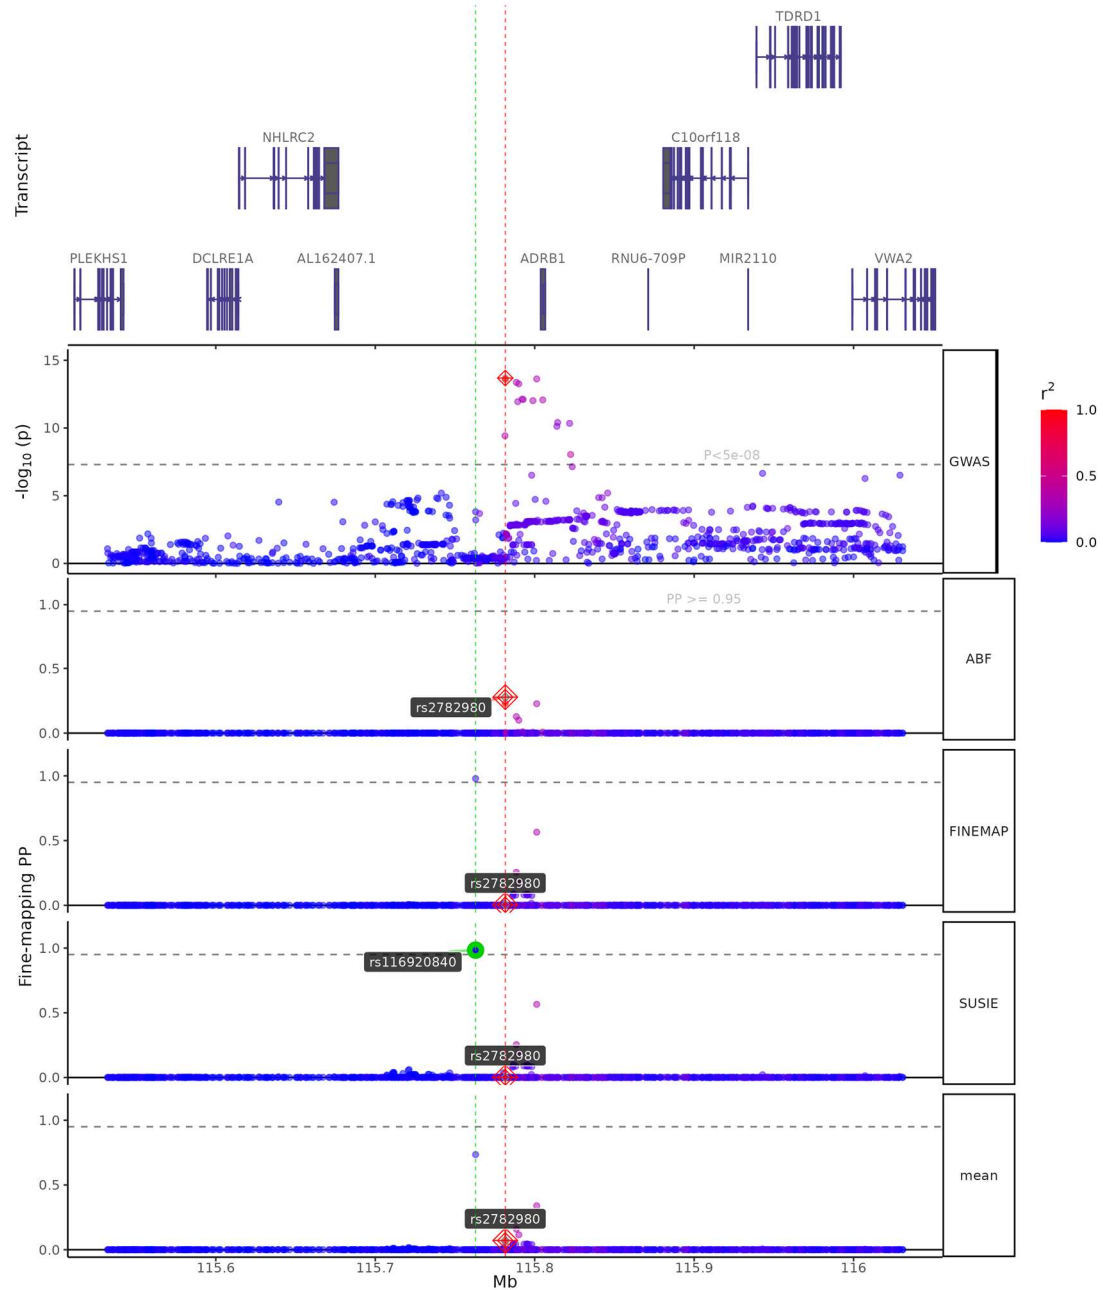 TDRD1
NHLRC2
C10orf118
Transcript
PLEKHS1
DCLRE1A
AL162407.1
ADRB1
RNU6-709P
MIR2110
VWA2
15
10
5
0
-log10 (p)
P<5e-08
GWAS
r2
1.0
0.5
0.0
1.0
0.5
0.0
PP >= 0.95
rs2782980
ABF
Fine-mapping PP
1.0
0.5
0.0
rs2782980
FINEMAP
1.0
0.5
0.0
rs116920840
rs2782980
SUSIE
1.0
0.5
0.0
rs2782980
mean
115.6
115.7
115.8
115.9
116
Mb